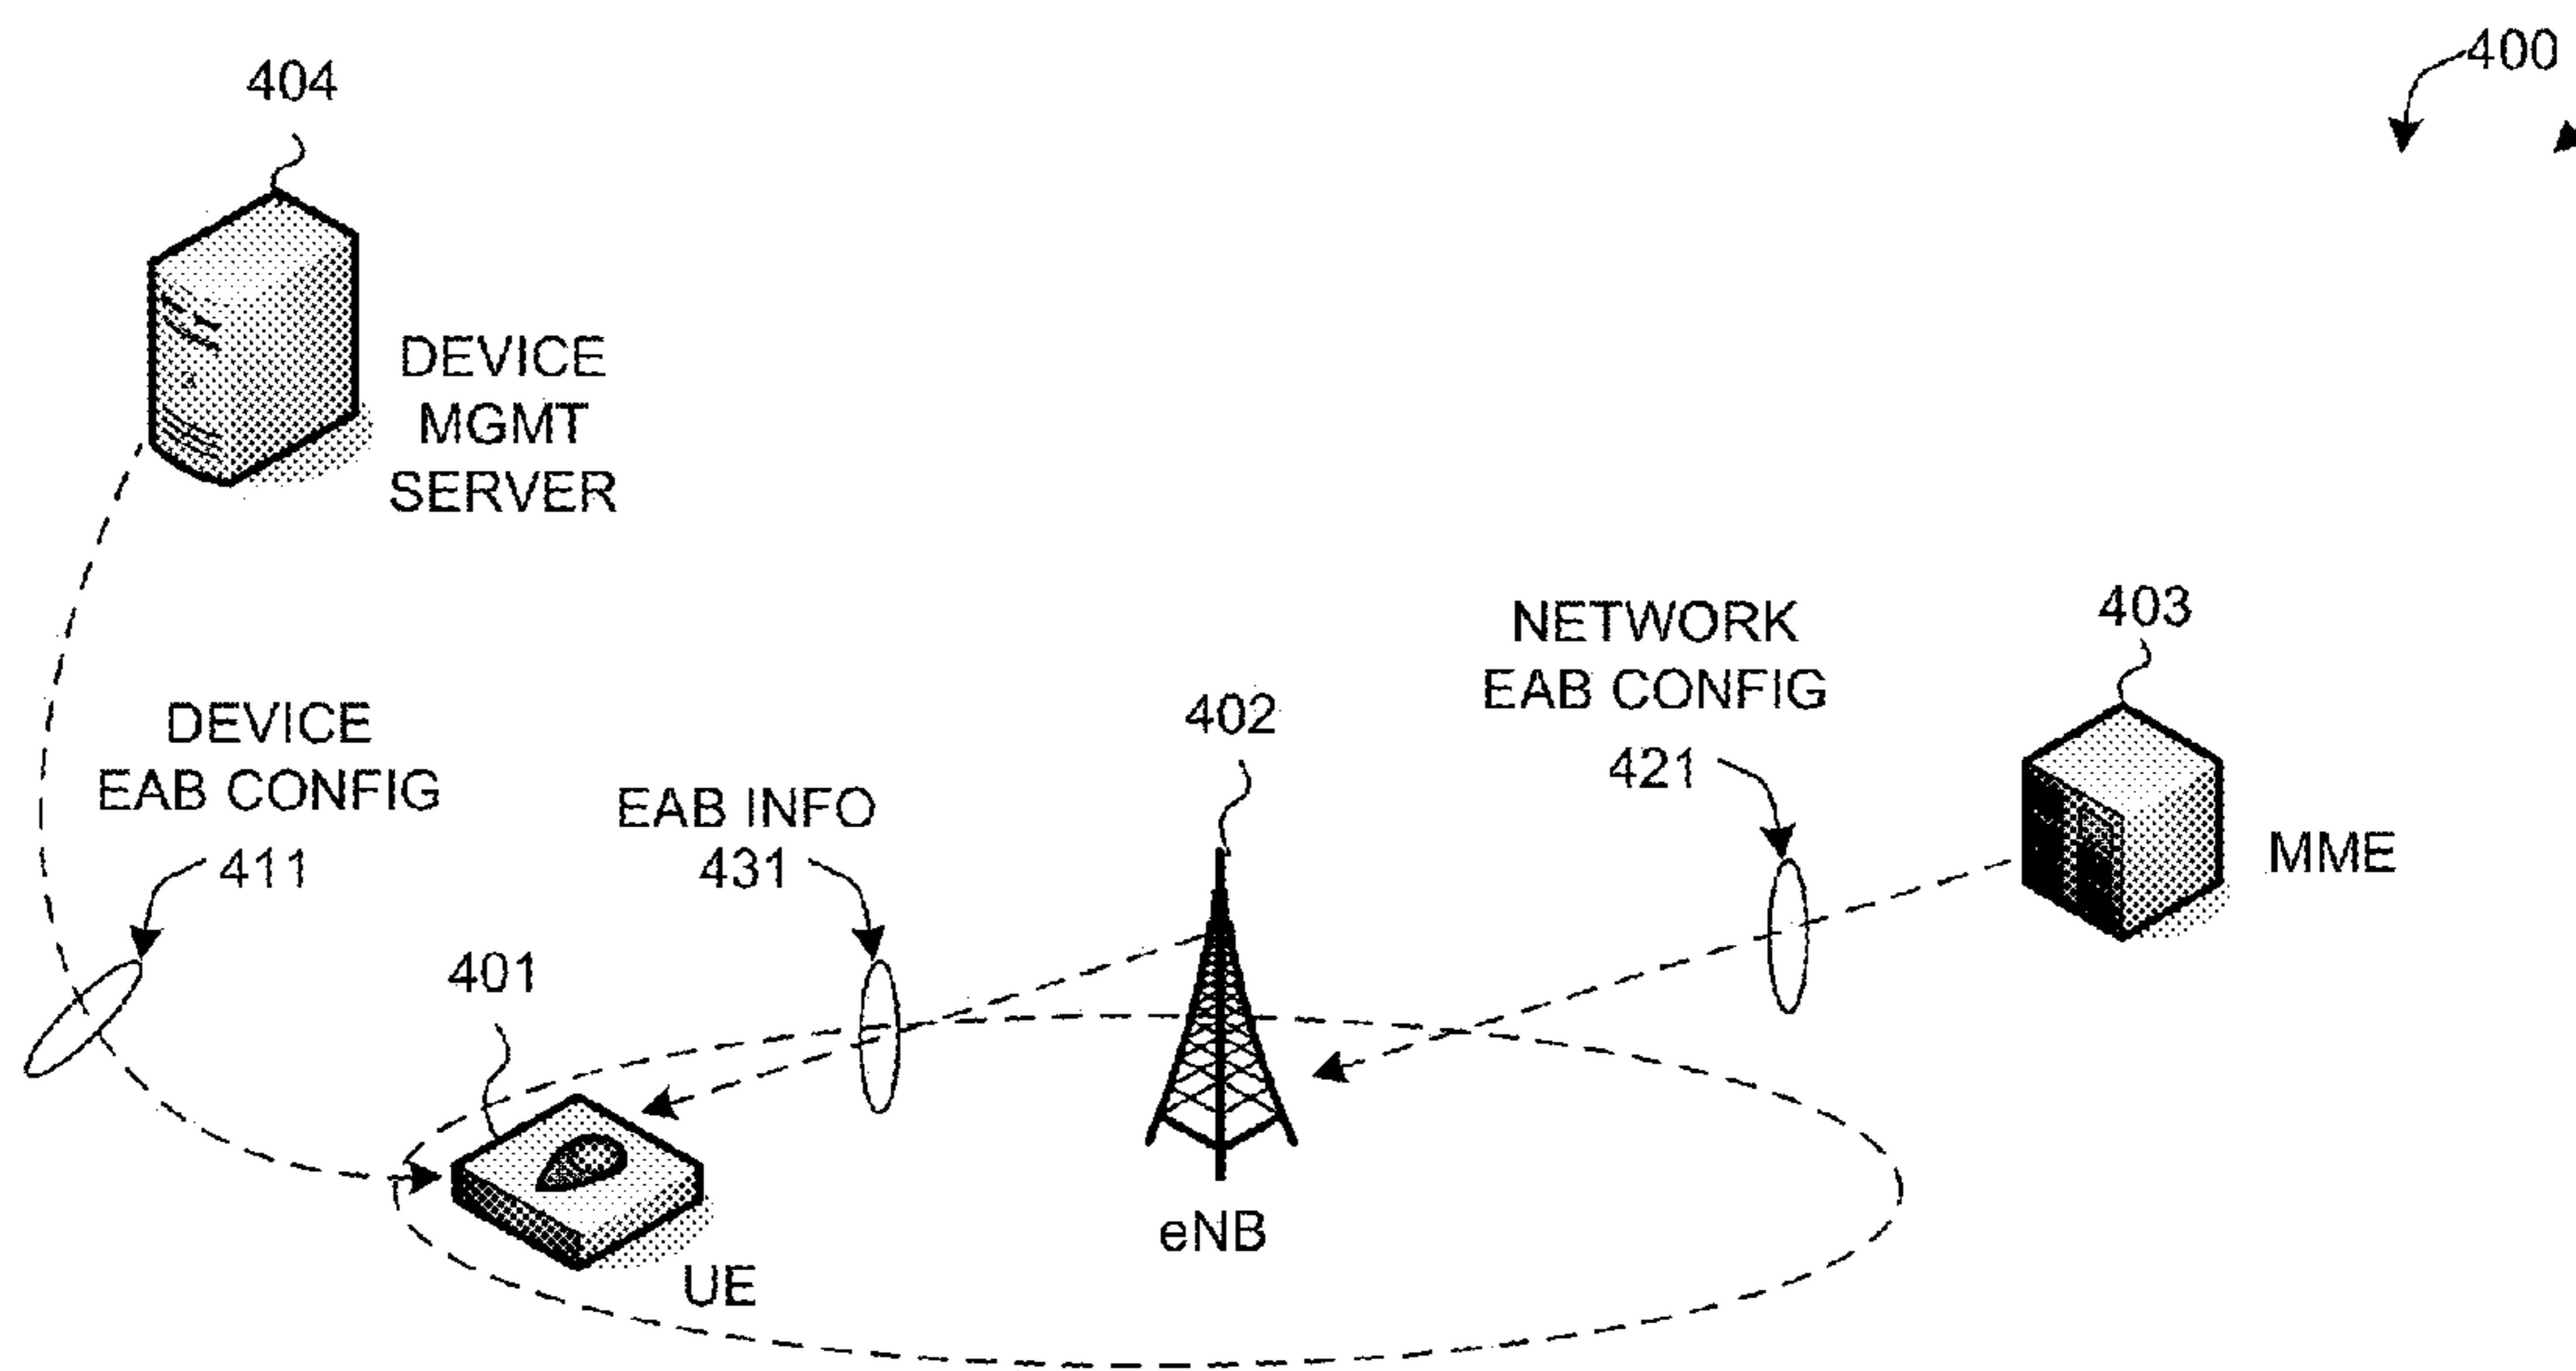 400
404
DEVICE
MGMT
SERVER
NETWORK
EAB CONFIG
421
403
MME
DEVICE
EAB CONFIG
411
EAB INFO
431
402
401
eNB
UE